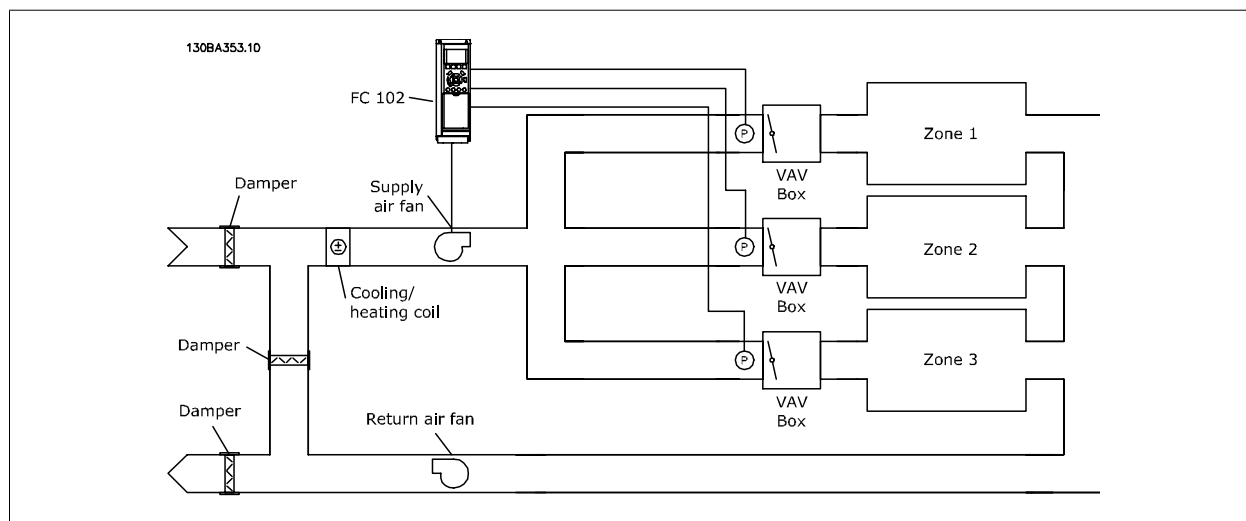 130BA353.10
FC 102
Damper
Supply
air fan
Cooling/
heating coil
Damper
Damper
Return air fan
P
VAV
Box
Zone 1
P
VAV
Box
Zone 2
P
VAV
Box
Zone 3